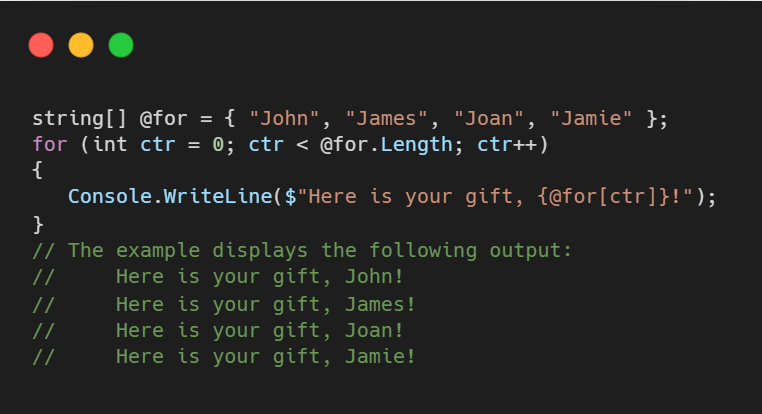 string[] @for = { "John", "James", "Joan", "Jamie" };
for (int ctr = 0; ctr < @for.Length; ctr++)
{
   Console.WriteLine($"Here is your gift, {@for[ctr]}!");
}
// The example displays the following output:
//     Here is your gift, John!
//     Here is your gift, James!
//     Here is your gift, Joan!
//     Here is your gift, Jamie!